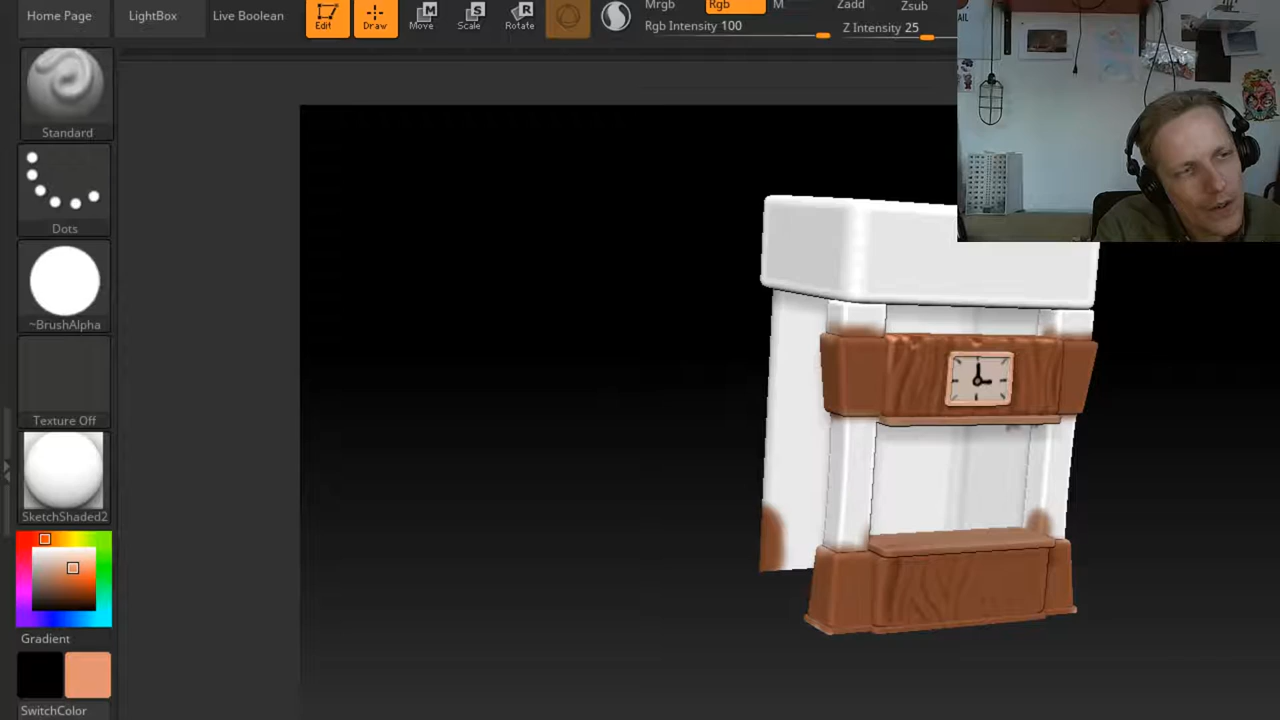 Home Page
LightBox
Live Boolean
Edit
Draw
M
Move
S
Scale
R
Rotate
Mrgb
Rgb
M
Rgb Intensity 100
Zadd
Zsub
Z Intensity 25
AIL
Standard
Dots
~BrushAlpha
Texture Off
SketchShaded2
Gradient
SwitchColor